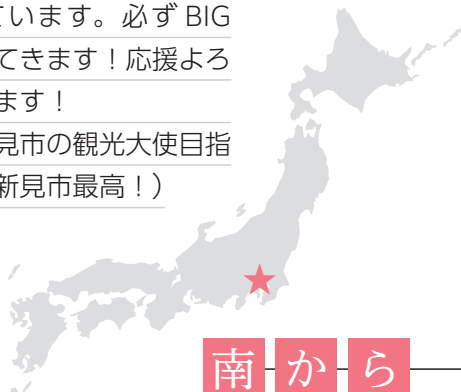 ています。必ず BIG
てきます！応援よろ
ます！
見市の観光大使目指
新見市最高！）
南から